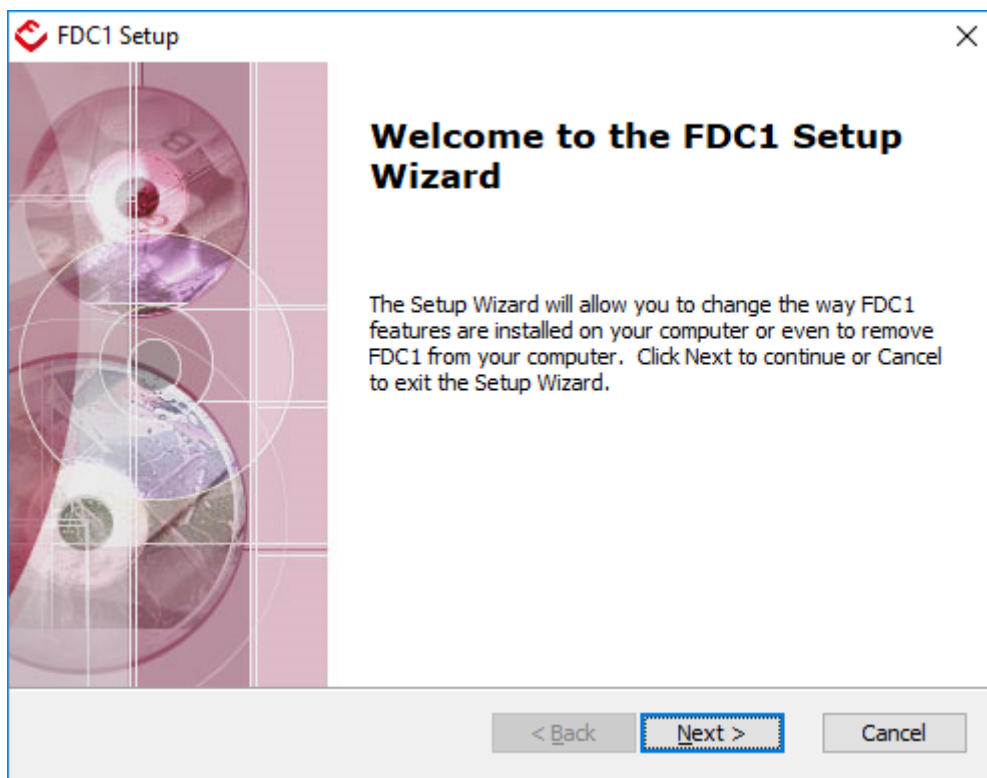 FDC1 Setup
Welcome to the FDC1 Setup
Wizard
The Setup Wizard will allow you to change the way FDC1
features are installed on your computer or even to remove
FDC1 from your computer.  Click Next to continue or Cancel
to exit the Setup Wizard.
< Back
Next >
Cancel